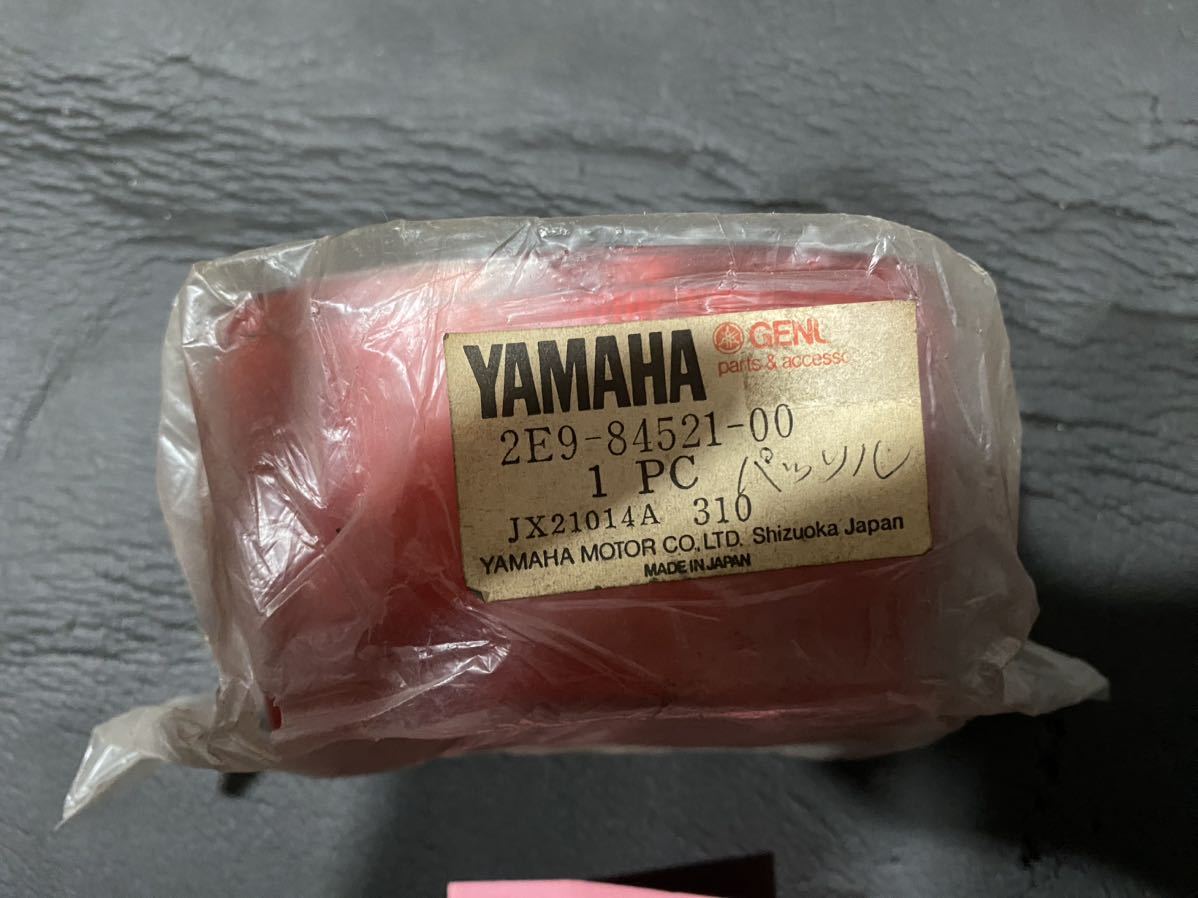 YAMAHA GENU
parts & accesso
2E9-84521-00
1 PC パッソル
JX21014A 310
YAMAHA MOTOR CO.,LTD. Shizuoka Japan
MADE IN JAPAN